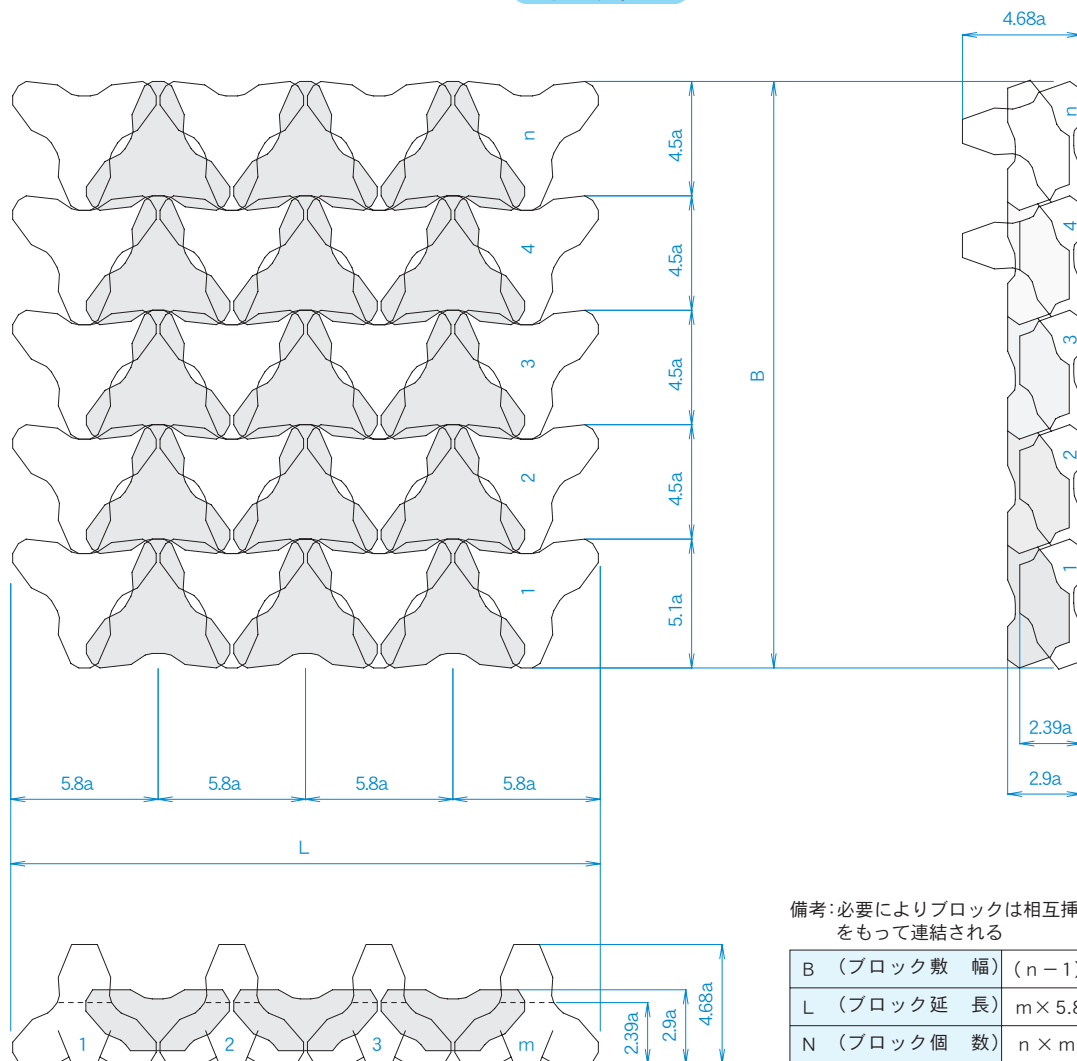 4.68a
n
4
3
2
1
4.5a
4.5a
4.5a
4.5a
5.1a
B
n
4
3
2
1
2.39a
2.9a
5.8a
5.8a
5.8a
5.8a
L
1
2
3
m
2.39a
2.9a
4.68a
備考:必要によりブロックは相互挿
をもって連結される
B (ブロック敷 幅) (n-1)
L (ブロック延 長) m×5.8
N (ブロック個 数) n×m